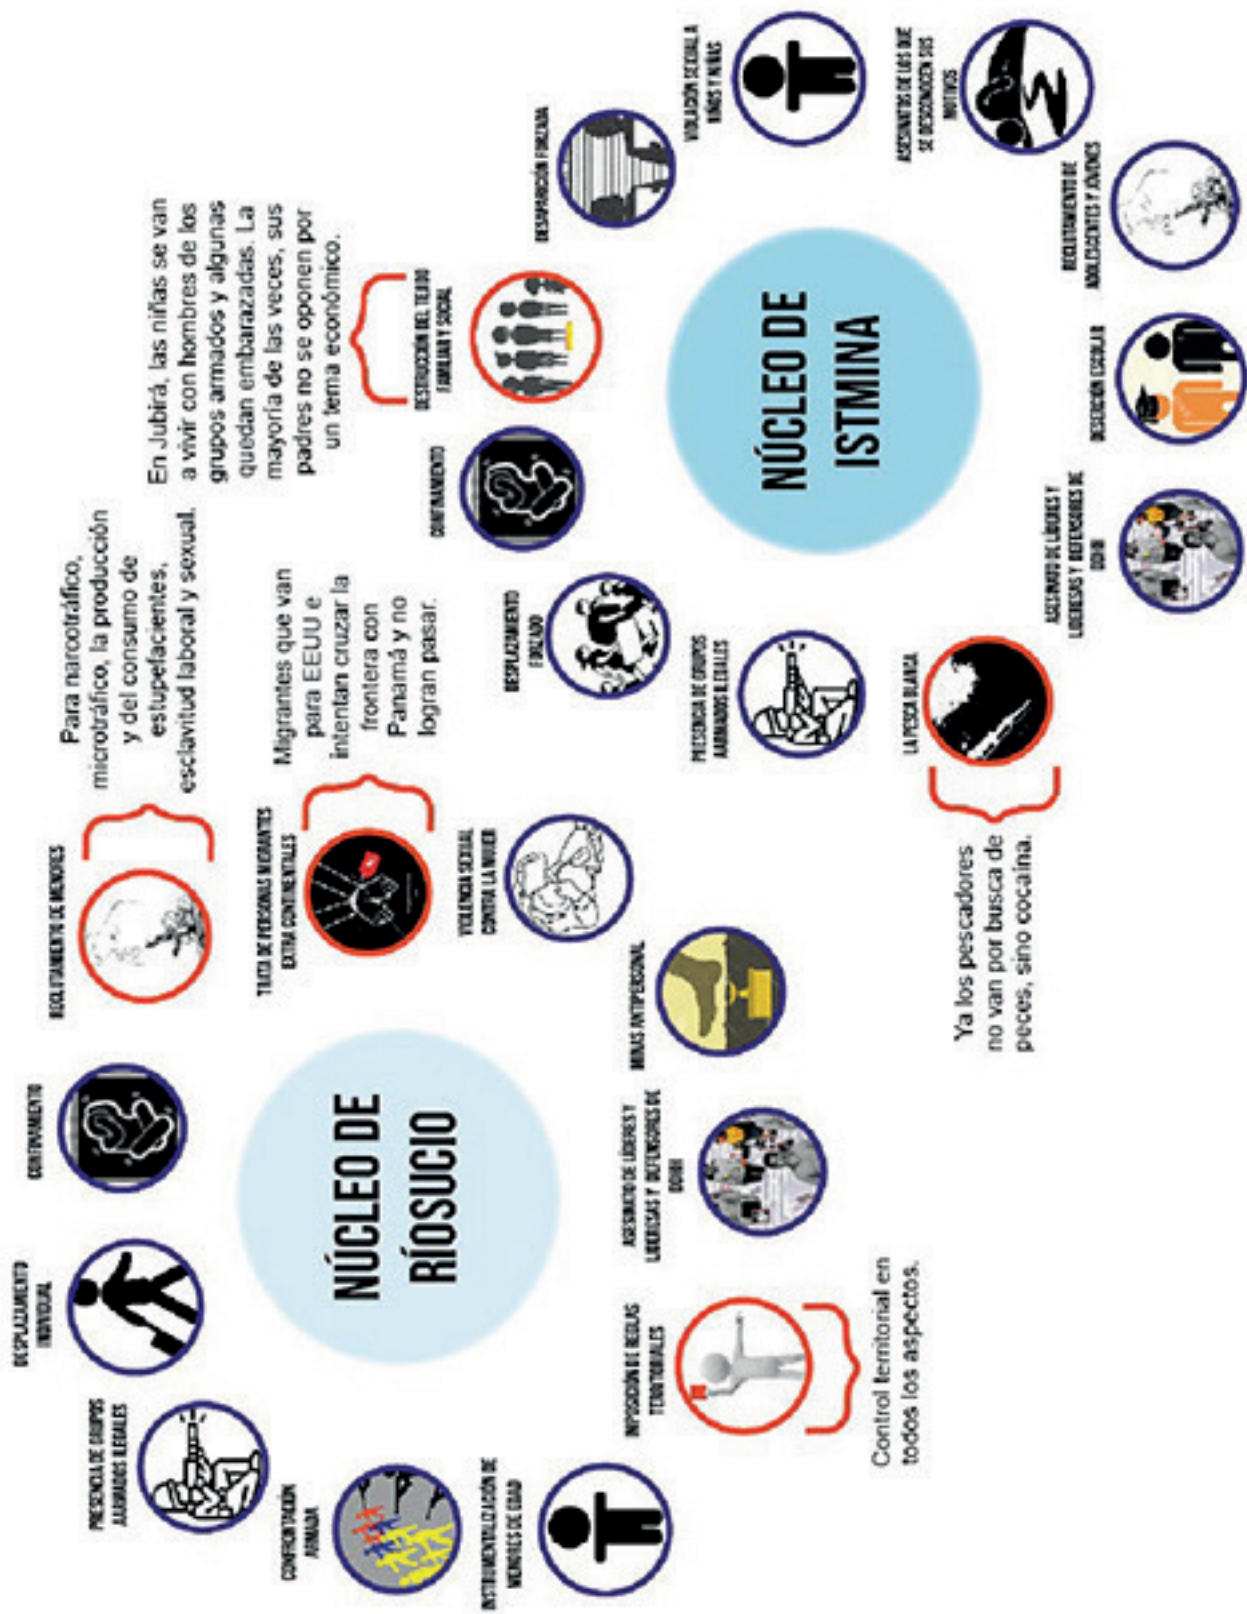 PRESENCIA DE GRUPOS
AARMADOS ILEGALES
DESPLAZAMIENTO
INDIVIDUAL
CONFINAMIENTO
RECLUTAMIENTO DE MENORES
Para narcotráfico,
microtráfico, la producción
y del consumo de
estupefacientes,
esclavitud laboral y sexual.
TRATA DE PERSONAS MIGRANTES
EXTRA CONTINENTALES
Migrantes que van
para EEUU e
intentan cruzar la
frontera con
Panamá y no
logran pasar.
VIOLENCIA SEXUAL
CONTRA LA MUJER
MINAS ANTIPERSONAL
ASESINATO DE LÍDERES Y
LIDERESAS Y DEFENSORES DE
DDHH
IMPOSICIÓN DE REGLAS
TERRITORIALES
Control territorial en
todos los aspectos.
INSTRUMENTALIZACIÓN DE
MENORES DE EDAD
CONFRONTACIÓN
ARMADA
NÚCLEO DE
RÍOSUCIO
En Jubirá, las niñas se van
a vivir con hombres de los
grupos armados y algunas
quedan embarazadas. La
mayoría de las veces, sus
padres no se oponen por
un tema económico.
DESTRUCCIÓN DEL TEJIDO
FAMILIAR Y SOCIAL
DESAPARICIÓN FORZADA
VIOLACIÓN SEXUAL A
NIÑOS Y NIÑAS
ASESINATOS DE LOS QUE
SE DESCONOCEN SUS
MOTIVOS
RECLUTAMIENTO DE
ADOLESCENTES Y JÓVENES
DESERCIÓN ESCOLAR
ASESINATO DE LÍDERES Y
LIDERESAS Y DEFENSORES DE
DDHH
LA PESCA BLANCA
Ya los pescadores
no van por busca de
peces, sino cocaína.
PRESENCIA DE GRUPOS
AARMADOS ILEGALES
DESPLAZAMIENTO
FORZADO
CONFINAMIENTO
NÚCLEO DE
ISTMINA